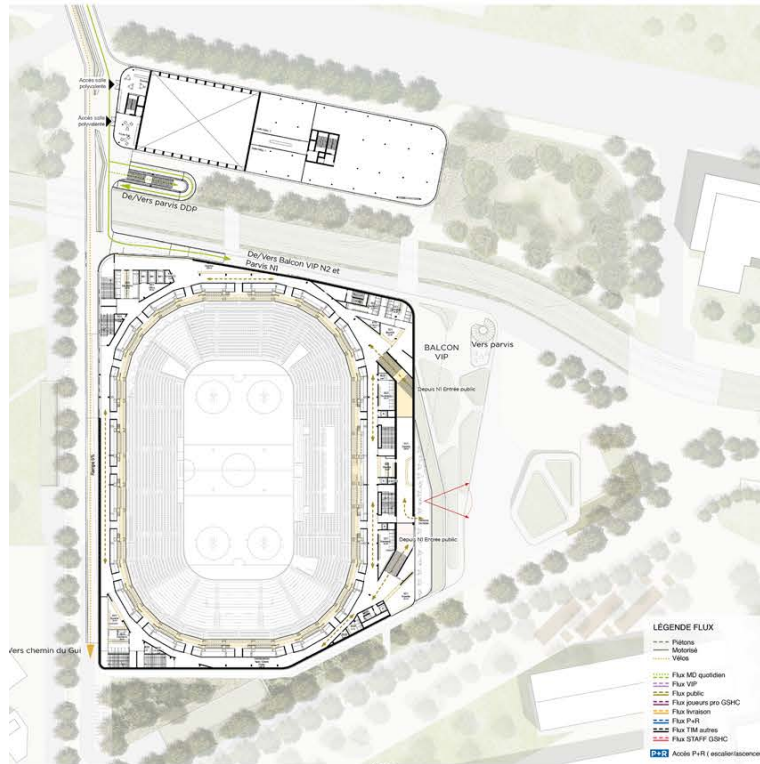 Accès salle
polyvalente
Accès salle
polyvalente
De/Vers parvis DDP
De/Vers Balcon VIP N2 et
Parvis N1
BALCON
VIP
Vers parvis
Depuis N1 Entrée public
Depuis N1 Entrée public
Vers chemin du Gui
LÉGENDE FLUX
Piétons
Motorisé
Vélos
Flux MD quotidien
Flux VIP
Flux public
Flux joueurs pro GSHC
Flux livraison
Flux P+R
Flux TIM autres
Flux STAFF GSHC
P+R Accès P+R ( escalier/ascence